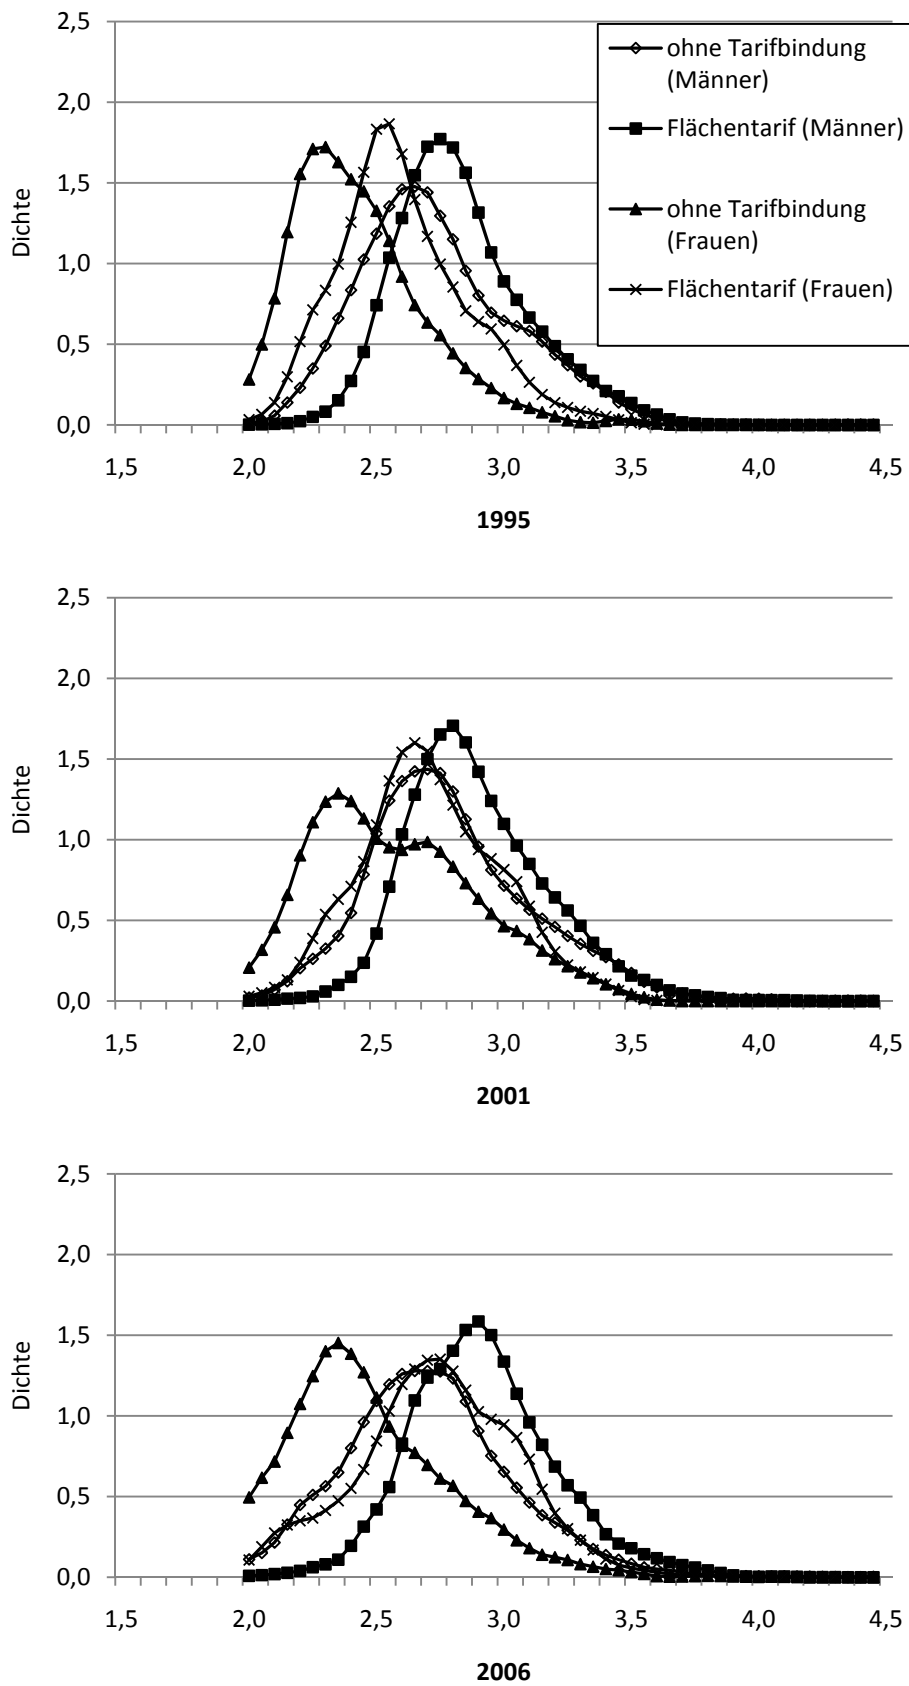 2,5
ohne Tarifbindung
(Männer)
2,0
Flächentarif (Männer)
1,5
Dichte
ohne Tarifbindung
(Frauen)
1,0
Flächentarif (Frauen)
0,5
0,0
1,5 2,0 2,5 3,0 3,5 4,0 4,5
1995
2,5
2,0
1,5
Dichte
1,0
0,5
0,0
1,5 2,0 2,5 3,0 3,5 4,0 4,5
2001
2,5
2,0
1,5
Dichte
1,0
0,5
0,0
1,5 2,0 2,5 3,0 3,5 4,0 4,5
2006